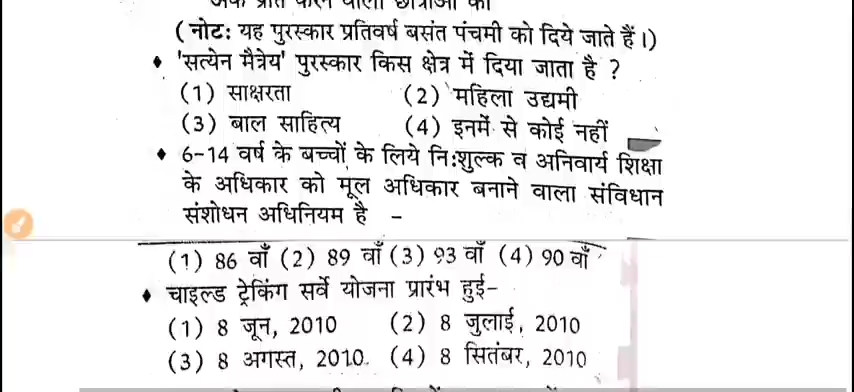 (नोट: यह पुरस्कार प्रतिवर्ष बसंत पंचमी को दिये जाते हैं।)
♦ 'सत्येन मैत्रेय' पुरस्कार किस क्षेत्र में दिया जाता है ?
(1) साक्षरता (2) महिला उद्यमी
(3) बाल साहित्य (4) इनमें से कोई नहीं
♦ 6-14 वर्ष के बच्चों के लिये नि:शुल्क व अनिवार्य शिक्षा
के अधिकार को मूल अधिकार बनाने वाला संविधान
संशोधन अधिनियम है –
(1) 86 वाँ (2) 89 वाँ (3) 93 वाँ (4) 90 वाँ
♦ चाइल्ड ट्रेकिंग सर्वे योजना प्रारंभ हुई-
(1) 8 जून, 2010 (2) 8 जुलाई, 2010
(3) 8 अगस्त, 2010. (4) 8 सितंबर, 2010